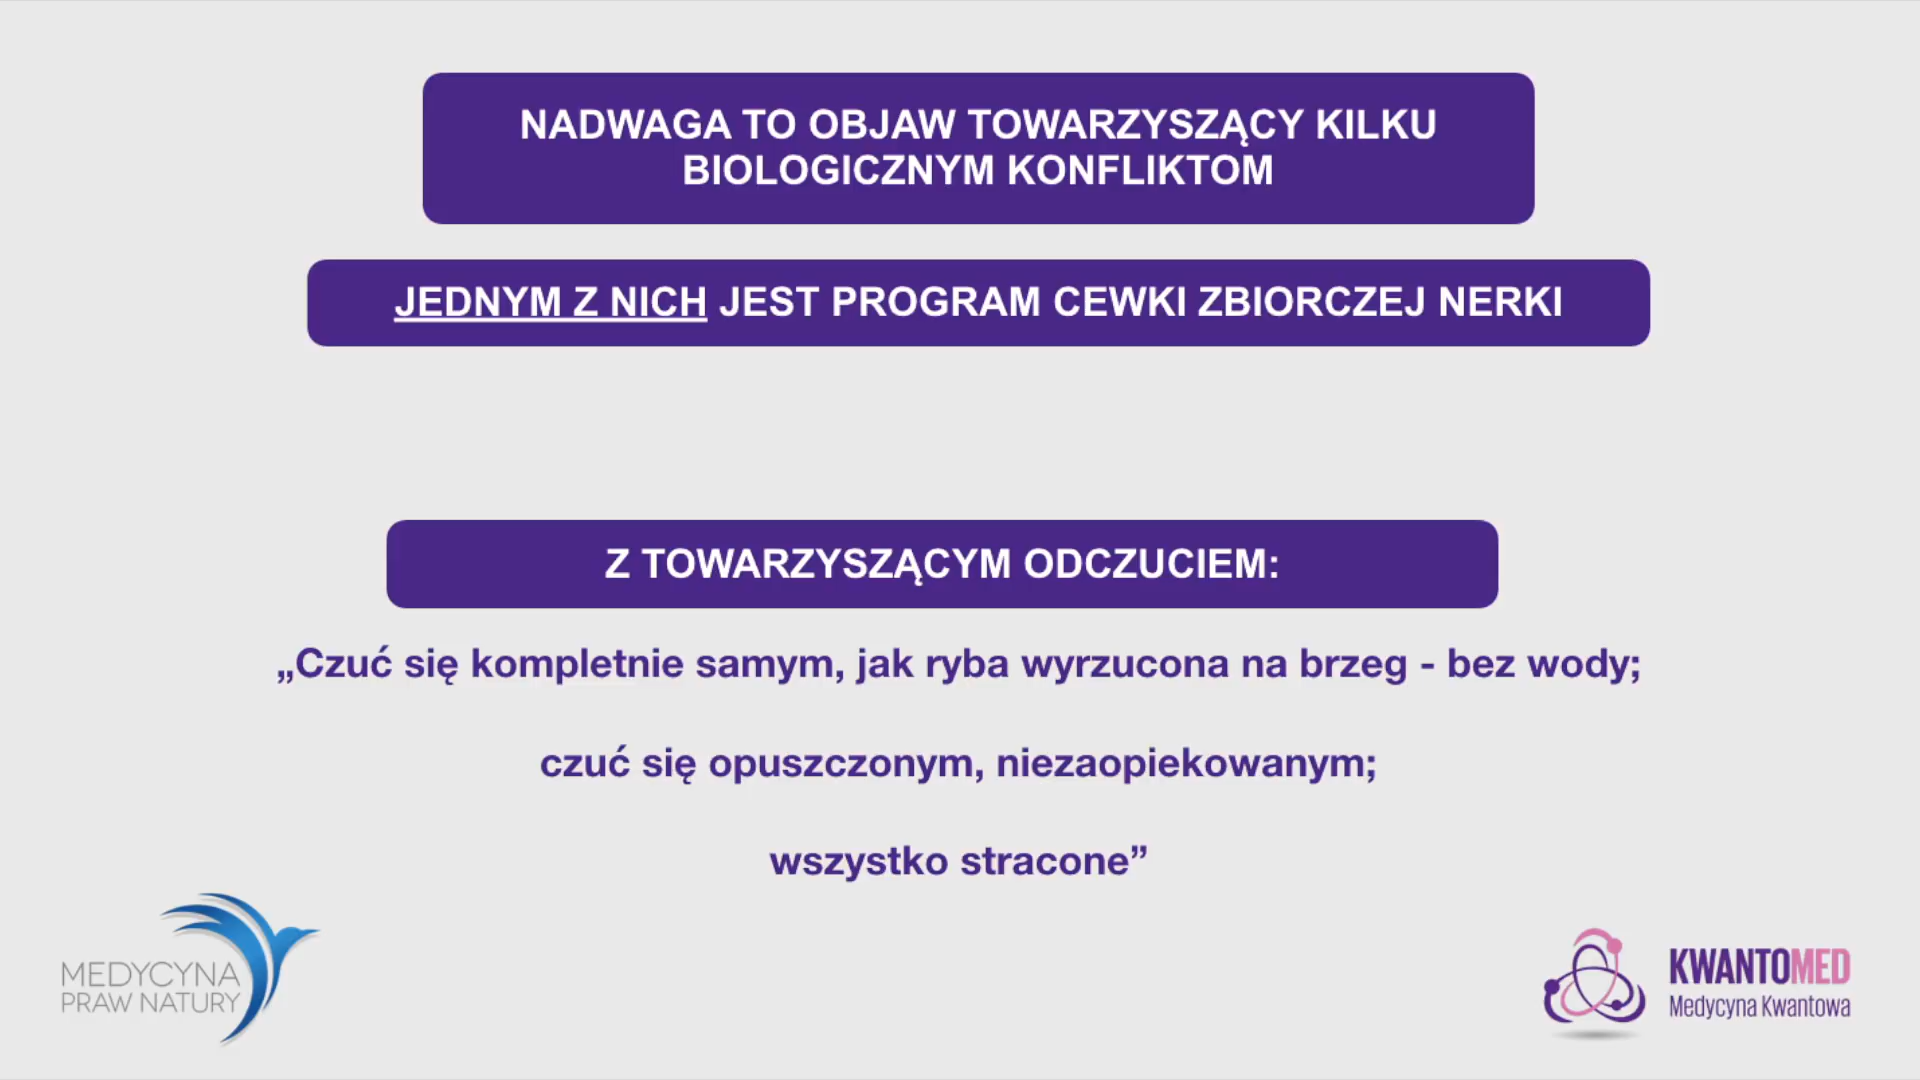 NADWAGA TO OBJAW TOWARZYSZĄCY KILKU
BIOLOGICZNYM KONFLIKTOM
JEDNYM Z NICH JEST PROGRAM CEWKI ZBIORCZEJ NERKI
Z TOWARZYSZĄCYM ODCZUCIEM:
„Czuć się kompletnie samym, jak ryba wyrzucona na brzeg - bez wody;
czuć się opuszczonym, niezaopiekowanym;
wszystko stracone”
MEDYCYNA
PRAW NATURY
KWANTOMED
Medycyna Kwantowa